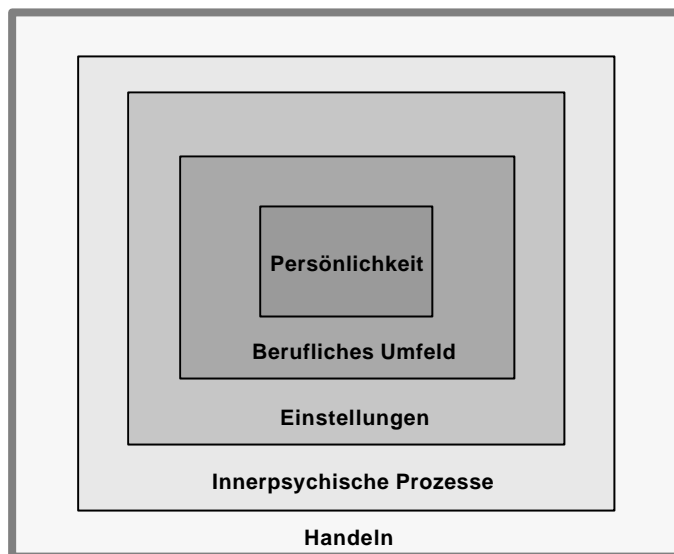 Persönlichkeit
Berufliches Umfeld
Einstellungen
Innerpsychische Prozesse
Handeln